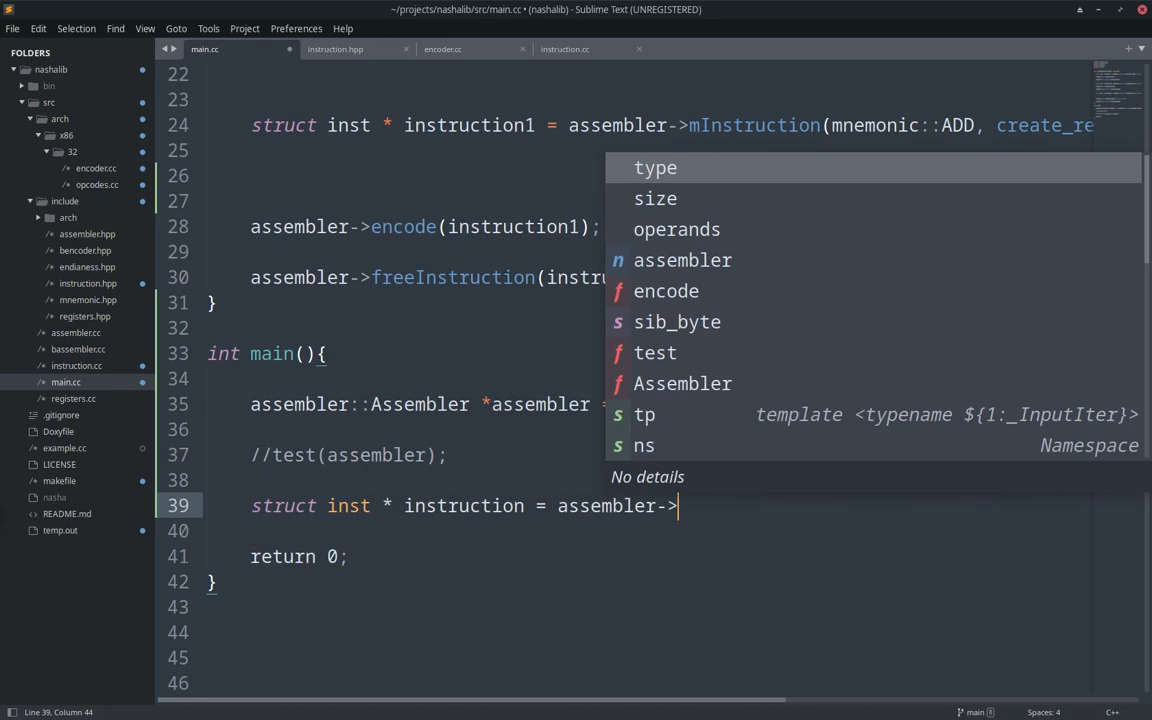 ~/projects/nashalib/src/main.cc • (nashalib) - Sublime Text (UNREGISTERED)
File Edit Selection Find View Goto Tools Project Preferences Help
FOLDERS
nashalib
bin
src
arch
x86
32
/* encoder.cc
/* opcodes.cc
include
arch
/* assembler.hpp
/* bencoder.hpp
/* endianess.hpp
/* instruction.hpp
/* mnemonic.hpp
/* registers.hpp
/* assembler.cc
/* bassembler.cc
/* instruction.cc
/* main.cc
/* registers.cc
.gitignore
Doxyfile
/* example.cc
LICENSE
makefile
nasha
README.md
temp.out
main.cc instruction.hpp encoder.cc instruction.cc
22
23
24 struct inst * instruction1 = assembler->mInstruction(mnemonic::ADD, create_re
25
26
27
28 assembler->encode(instruction1);
29
30 assembler->freeInstruction(instru
31 }
32
33 int main(){
34
35 assembler::Assembler *assembler =
36
37 //test(assembler);
38
39 struct inst * instruction = assembler->
40
41 return 0;
42 }
43
44
45
46
type
size
operands
n assembler
f encode
s sib_byte
f test
f Assembler
s tp template <typename ${1:_InputIter}>
s ns Namespace
No details
Line 39, Column 44 main 8 Spaces: 4 C++